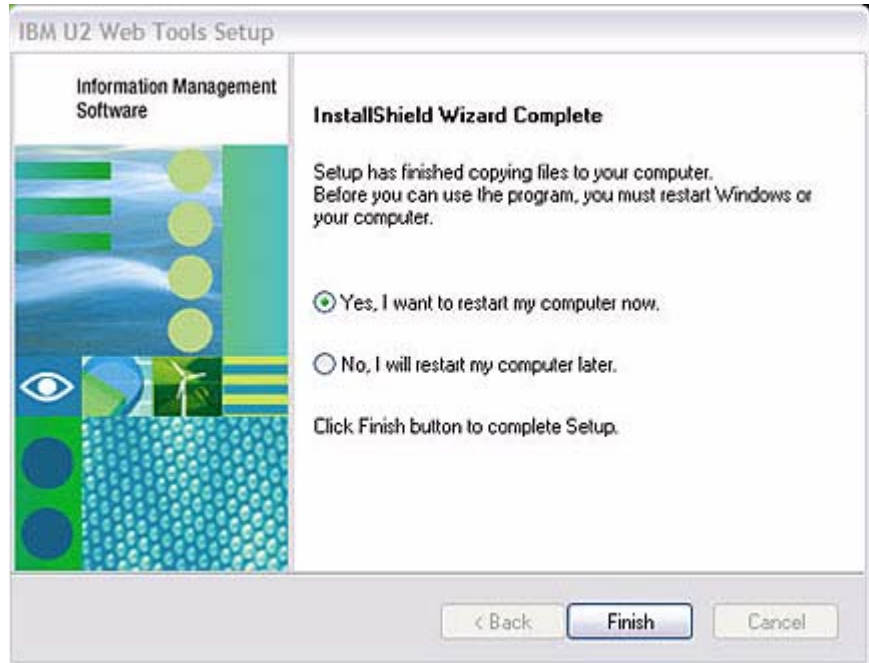 IBM U2 Web Tools Setup
Information Management
Software
InstallShield Wizard Complete
Setup has finished copying files to your computer.
Before you can use the program, you must restart Windows or
your computer.
Yes, I want to restart my computer now.
No, I will restart my computer later.
Click Finish button to complete Setup.
< Back
Finish
Cancel